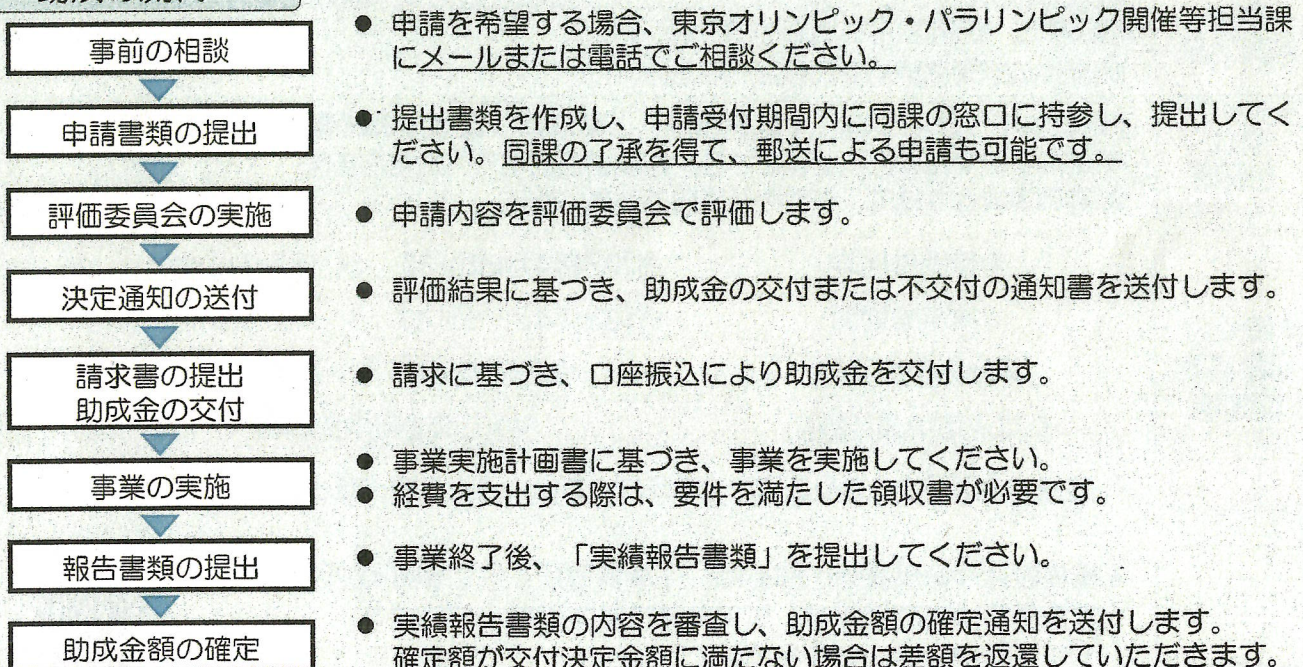 事前の相談
● 申請を希望する場合、東京オリンピック・パラリンピック開催等担当課
にメールまたは電話でご相談ください。
申請書類の提出
● 提出書類を作成し、申請受付期間内に同課の窓口に持参し、提出してく
ださい。同課の了承を得て、郵送による申請も可能です。
評価委員会の実施
● 申請内容を評価委員会で評価します。
決定通知の送付
● 評価結果に基づき、助成金の交付または不交付の通知書を送付します。
請求書の提出
助成金の交付
● 請求に基づき、口座振込により助成金を交付します。
事業の実施
● 事業実施計画書に基づき、事業を実施してください。
● 経費を支出する際は、要件を満たした領収書が必要です。
報告書類の提出
● 事業終了後、「実績報告書類」を提出してください。
助成金額の確定
● 実績報告書類の内容を審査し、助成金額の確定通知を送付します。
確定額が交付決定金額に満たない場合は差額を返還していただきます。